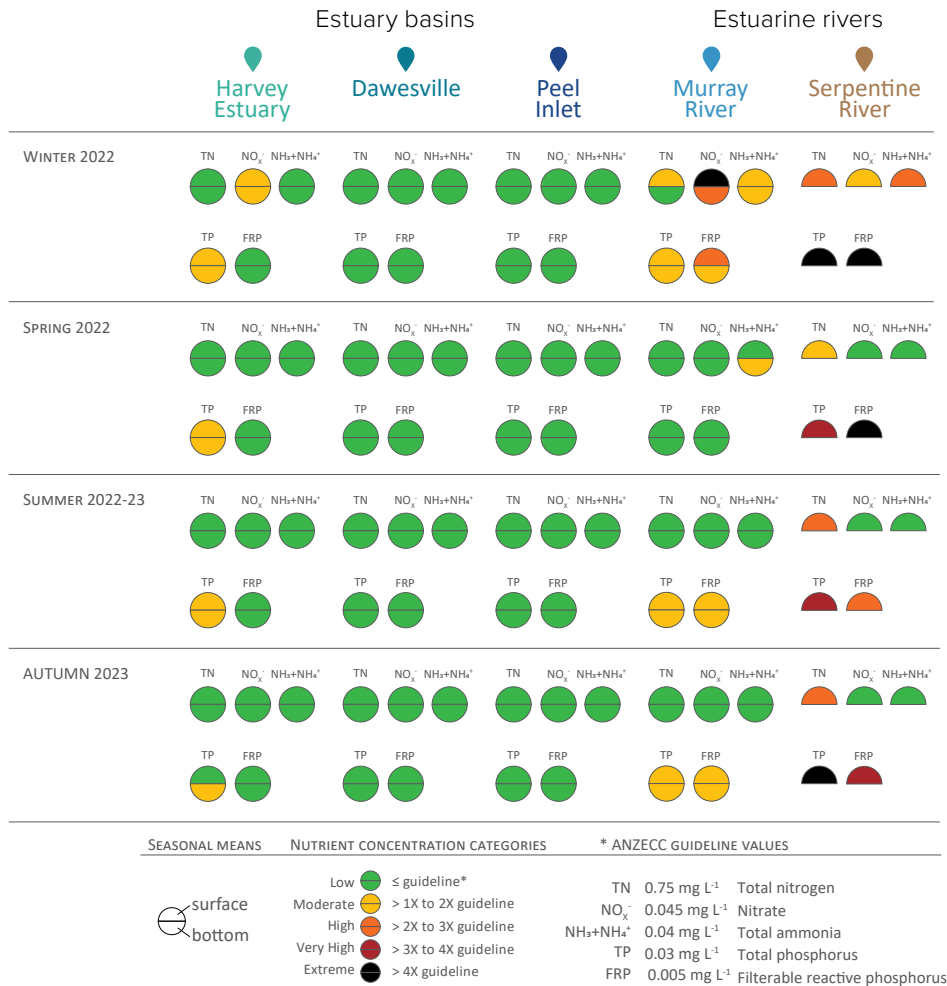 Estuary basins Estuarine rivers
Harvey Estuary Dawesville Peel Inlet Murray River Serpentine River
WINTER 2022
TN NOₓ⁻ NH₃+NH₄⁺ TN NOₓ⁻ NH₃+NH₄⁺ TN NOₓ⁻ NH₃+NH₄⁺ TN NOₓ⁻ NH₃+NH₄⁺ TN NOₓ⁻ NH₃+NH₄⁺
TP FRP TP FRP TP FRP TP FRP TP FRP
SPRING 2022
TN NOₓ⁻ NH₃+NH₄⁺ TN NOₓ⁻ NH₃+NH₄⁺ TN NOₓ⁻ NH₃+NH₄⁺ TN NOₓ⁻ NH₃+NH₄⁺ TN NOₓ⁻ NH₃+NH₄⁺
TP FRP TP FRP TP FRP TP FRP TP FRP
SUMMER 2022-23
TN NOₓ⁻ NH₃+NH₄⁺ TN NOₓ⁻ NH₃+NH₄⁺ TN NOₓ⁻ NH₃+NH₄⁺ TN NOₓ⁻ NH₃+NH₄⁺ TN NOₓ⁻ NH₃+NH₄⁺
TP FRP TP FRP TP FRP TP FRP TP FRP
AUTUMN 2023
TN NOₓ⁻ NH₃+NH₄⁺ TN NOₓ⁻ NH₃+NH₄⁺ TN NOₓ⁻ NH₃+NH₄⁺ TN NOₓ⁻ NH₃+NH₄⁺ TN NOₓ⁻ NH₃+NH₄⁺
TP FRP TP FRP TP FRP TP FRP TP FRP
SEASONAL MEANS
surface
bottom
NUTRIENT CONCENTRATION CATEGORIES
Low ≤ guideline*
Moderate > 1X to 2X guideline
High > 2X to 3X guideline
Very High > 3X to 4X guideline
Extreme > 4X guideline
* ANZECC GUIDELINE VALUES
TN 0.75 mg L⁻¹ Total nitrogen
NOₓ⁻ 0.045 mg L⁻¹ Nitrate
NH₃+NH₄⁺ 0.04 mg L⁻¹ Total ammonia
TP 0.03 mg L⁻¹ Total phosphorus
FRP 0.005 mg L⁻¹ Filterable reactive phosphorus